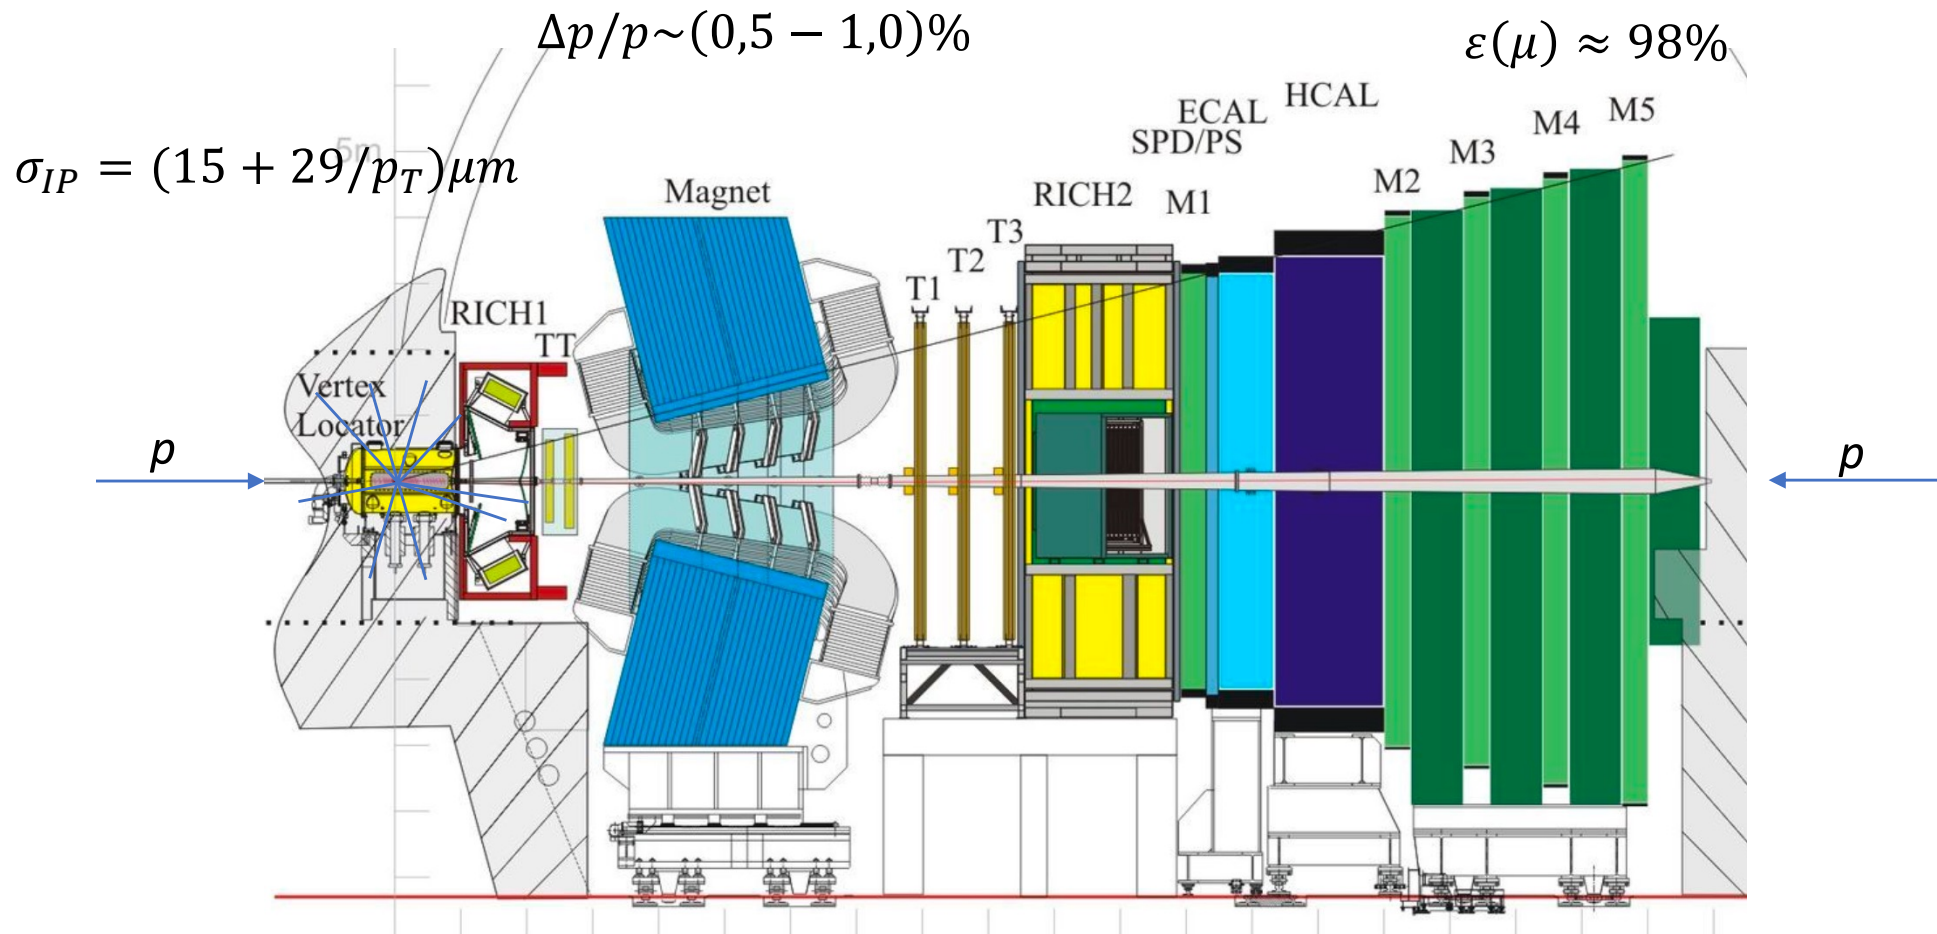 Δp/p~(0,5 − 1,0)%
ε(μ) ≈ 98%
σ_IP = (15 + 29/p_T)μm
5m
HCAL
ECAL
SPD/PS
M5
M4
M3
M2
Magnet
RICH2
M1
T3
T2
T1
RICH1
TT
Vertex
Locator
p
p